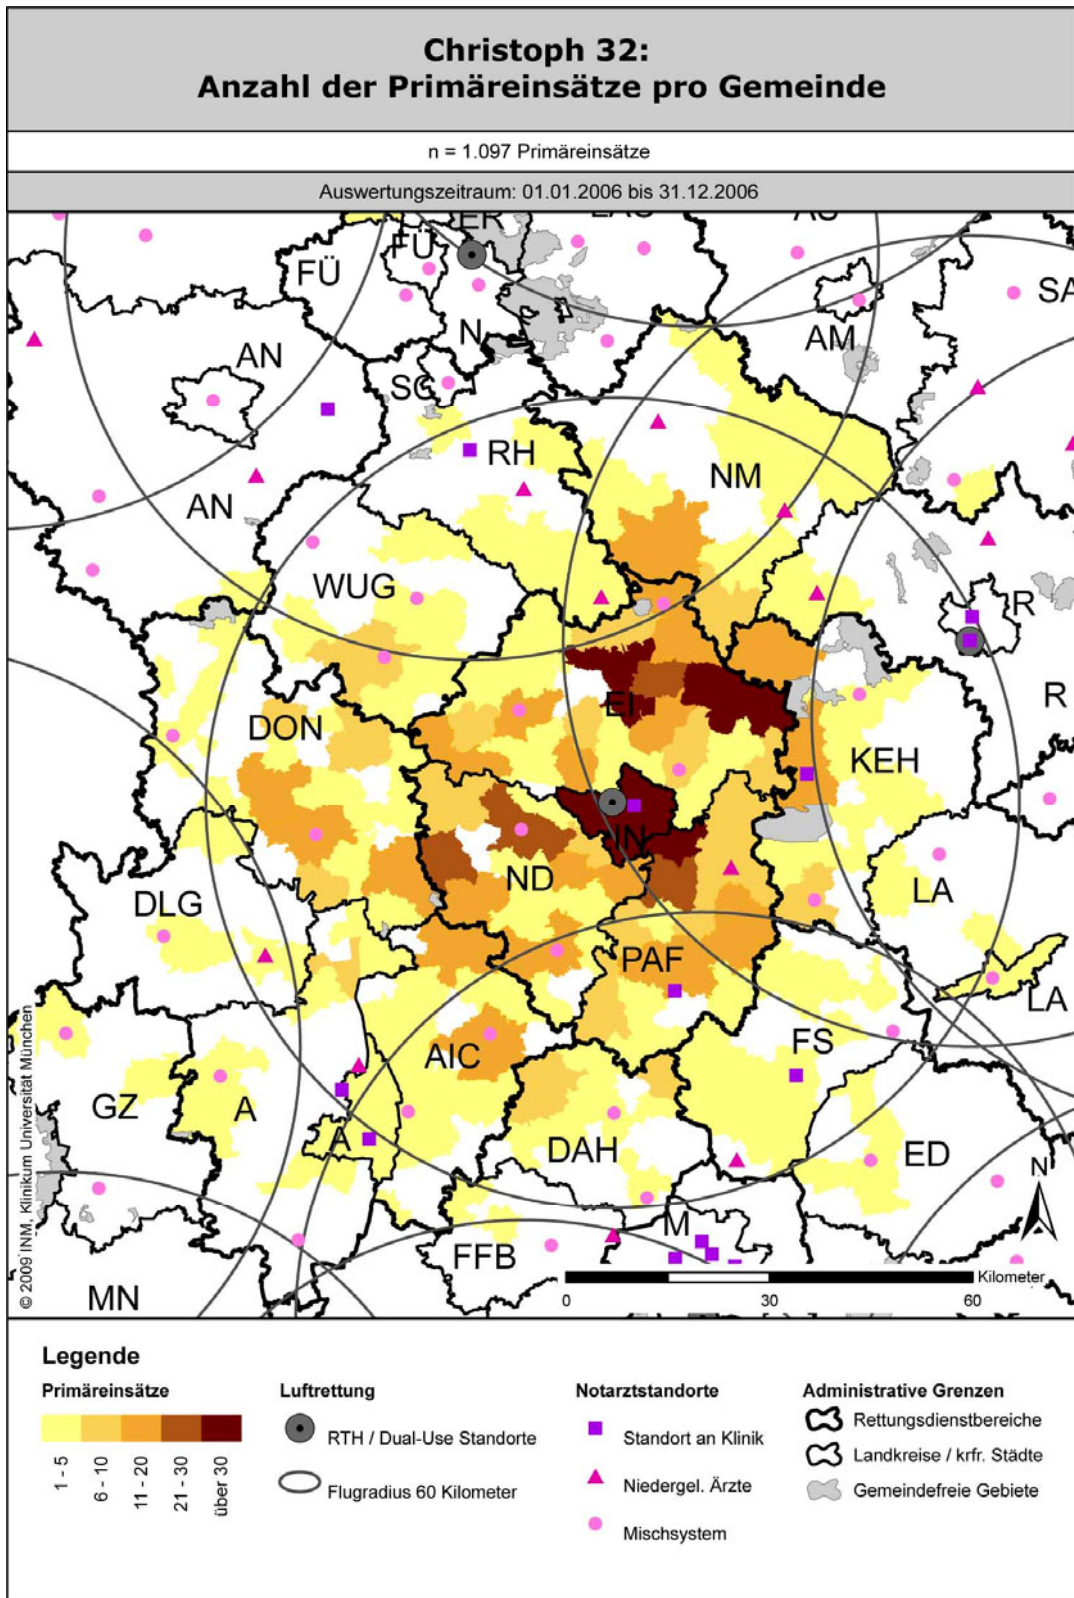 Christoph 32:
Anzahl der Primäreinsätze pro Gemeinde
n = 1.097 Primäreinsätze
Auswertungszeitraum: 01.01.2006 bis 31.12.2006
ER
FÜ
FÜ
N
SA
AM
AN
SC
RH
NM
AN
WUG
R
R
EI
DON
KEH
IN
ND
DLG
LA
PAF
LA
AIC
FS
GZ
A
A
DAH
ED
N
M
FFB
MN
Kilometer
0 30 60
© 2009 INM, Klinikum Universität München
Legende
Primäreinsätze
1 - 5
6 - 10
11 - 20
21 - 30
über 30
Luftrettung
RTH / Dual-Use Standorte
Flugradius 60 Kilometer
Notarztstandorte
Standort an Klinik
Niedergel. Ärzte
Mischsystem
Administrative Grenzen
Rettungsdienstbereiche
Landkreise / krfr. Städte
Gemeindefreie Gebiete